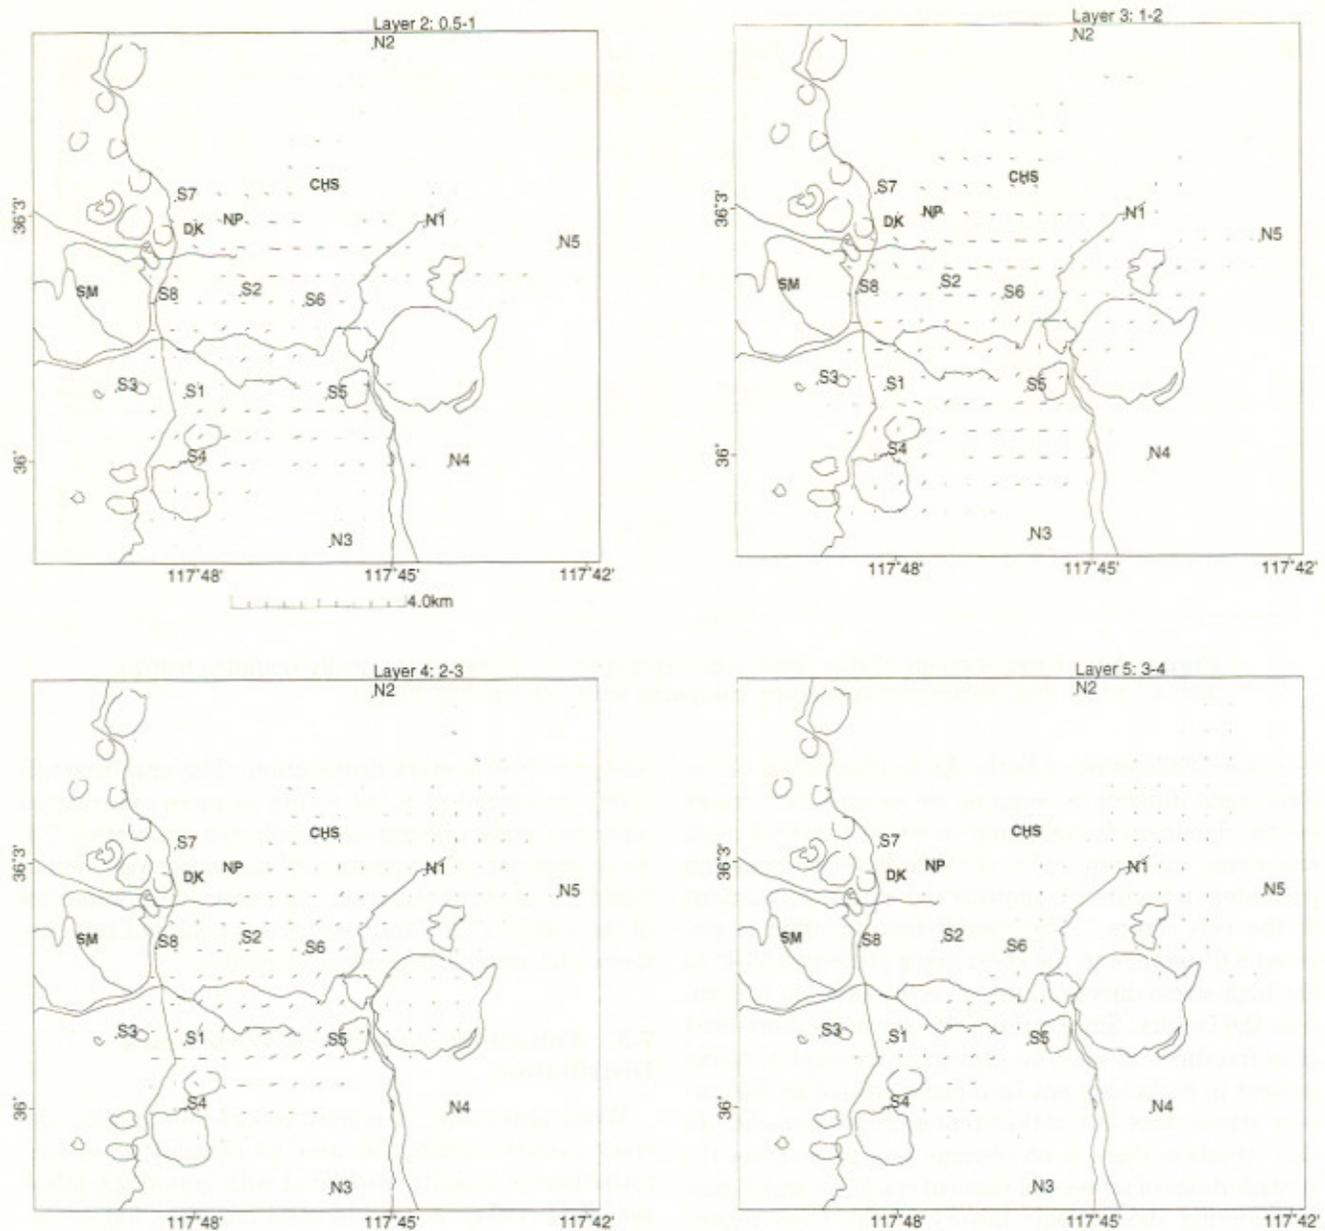 Layer 2: 0.5-1
N2
S7
CHS
DK
NP
N1
N5
36°3'
SM
S8
S2
S6
S3
S1
S5
36°
S4
N4
N3
117°48' 117°45' 117°42'
4.0km
Layer 3: 1-2
N2
S7
CHS
DK
NP
N1
N5
36°3'
SM
S8
S2
S6
S3
S1
S5
36°
S4
N4
N3
117°48' 117°45' 117°42'
Layer 4: 2-3
N2
S7
CHS
DK
NP
N1
N5
36°3'
SM
S8
S2
S6
S3
S1
S5
36°
S4
N4
N3
117°48' 117°45' 117°42'
Layer 5: 3-4
N2
S7
CHS
DK
NP
N1
N5
36°3'
SM
S8
S2
S6
S3
S1
S5
36°
S4
N4
N3
117°48' 117°45' 117°42'